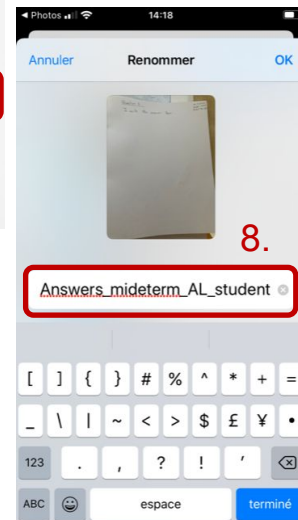 ◀ Photos 14:18
Annuler Renommer OK
8.
Answers_mideterm_AL_student
[ ] { } # % ^ * + =
_ \ | ~ < > $ £ ¥ •
123 . , ? ! '
ABC espace terminé